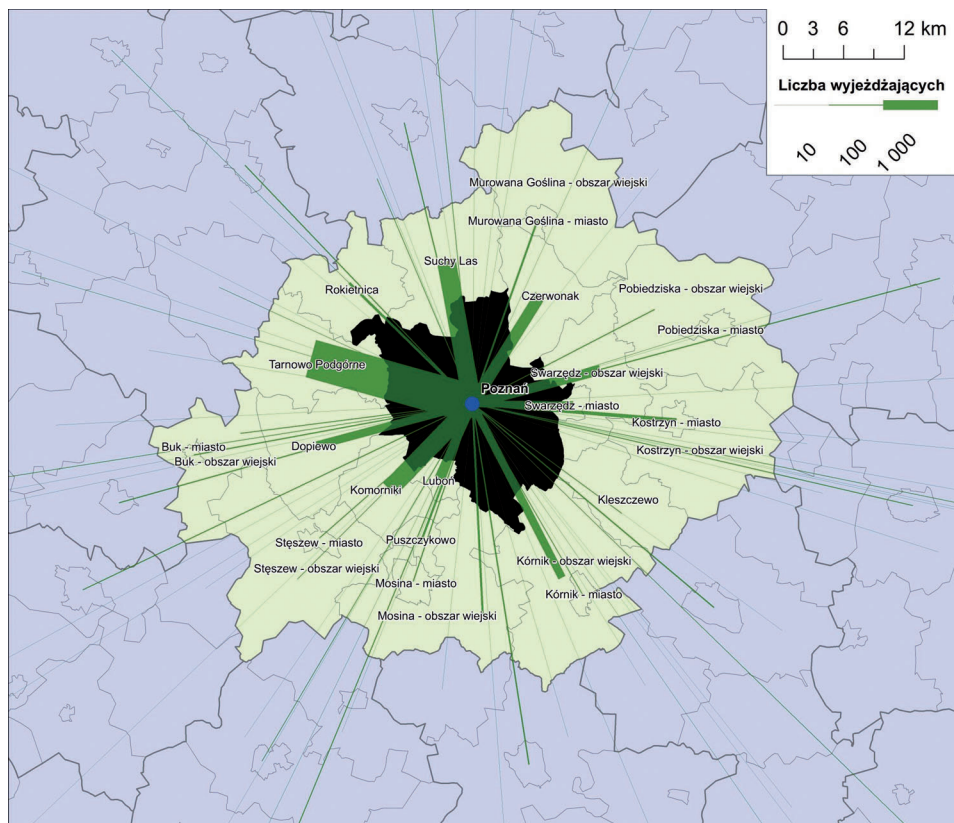 0 3 6 12 km
Liczba wyjeżdżających
10 100 1 000
Murowana Goślina - obszar wiejski
Murowana Goślina - miasto
Suchy Las
Rokietnica
Czerwonak
Pobiedziska - obszar wiejski
Pobiedziska - miasto
Tarnowo Podgórne
Swarzędz - obszar wiejski
Poznań
Swarzędz - miasto
Kostrzyn - miasto
Buk - miasto
Dopiewo
Kostrzyn - obszar wiejski
Buk - obszar wiejski
Luboń
Komorniki
Kleszczewo
Stęszew - miasto
Puszczykowo
Kórnik - obszar wiejski
Stęszew - obszar wiejski
Mosina - miasto
Kórnik - miasto
Mosina - obszar wiejski